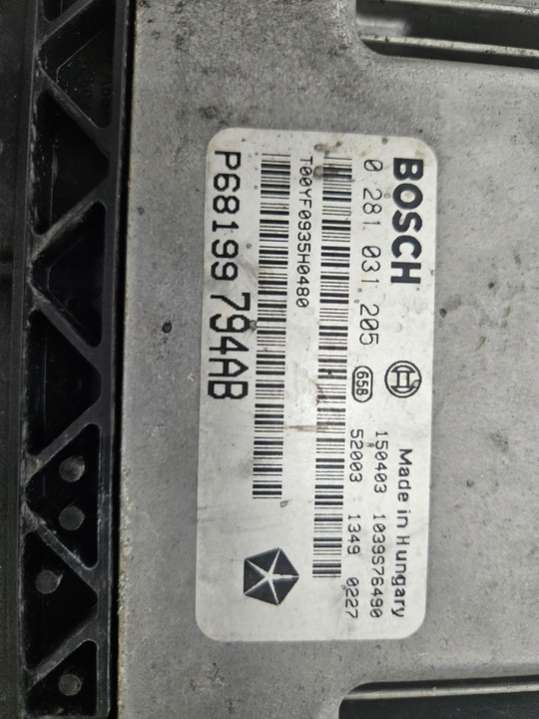 BOSCH
Made in Hungary
0 281 031 205
658
150403 1039S76490
52003 1349 0227
T00YF0935H0480
P68199794AB